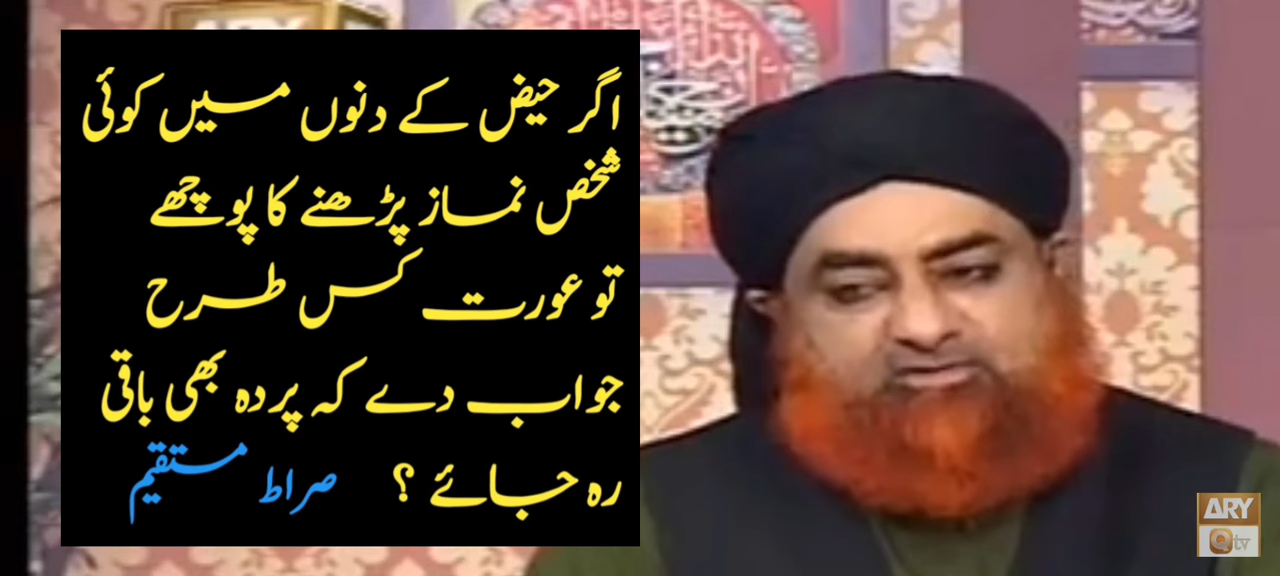 ARY
اگر حیض کے دنوں میں کوئی
شخص نماز پڑھنے کا پوچھے
تو عورت کس طرح
جواب دے کہ پردہ بھی باقی
رہ جائے ؟ صراط مستقیم
ARY
Qtv